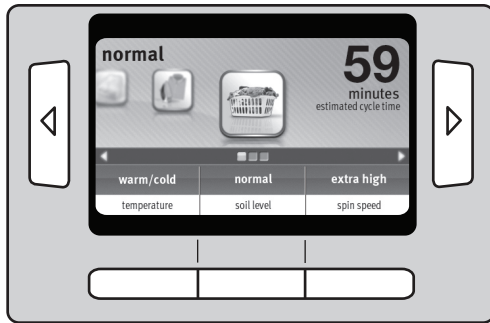 normal
59
minutes
estimated cycle time
warm/cold normal extra high
temperature soil level spin speed